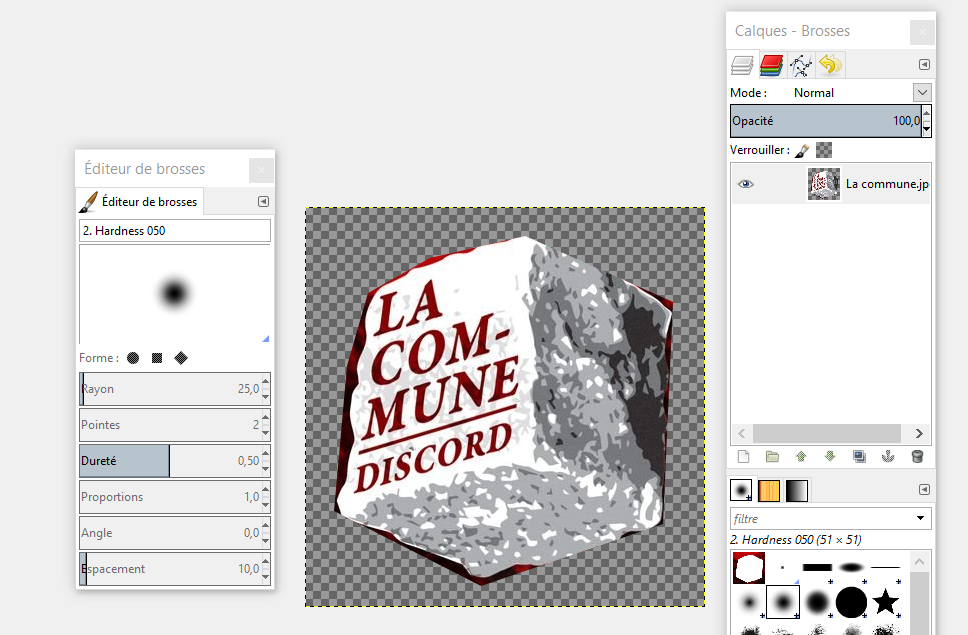 Calques - Brosses
Mode :
Normal
Opacité
100,0
Verrouiller :
La commune.jp
filtre
2. Hardness 050 (51 × 51)
Éditeur de brosses
Éditeur de brosses
2. Hardness 050
Forme :
Rayon
25,0
Pointes
2
Dureté
0,50
Proportions
1,0
Angle
0,0
Espacement
10,0
LA
COM-
MUNE
DISCORD